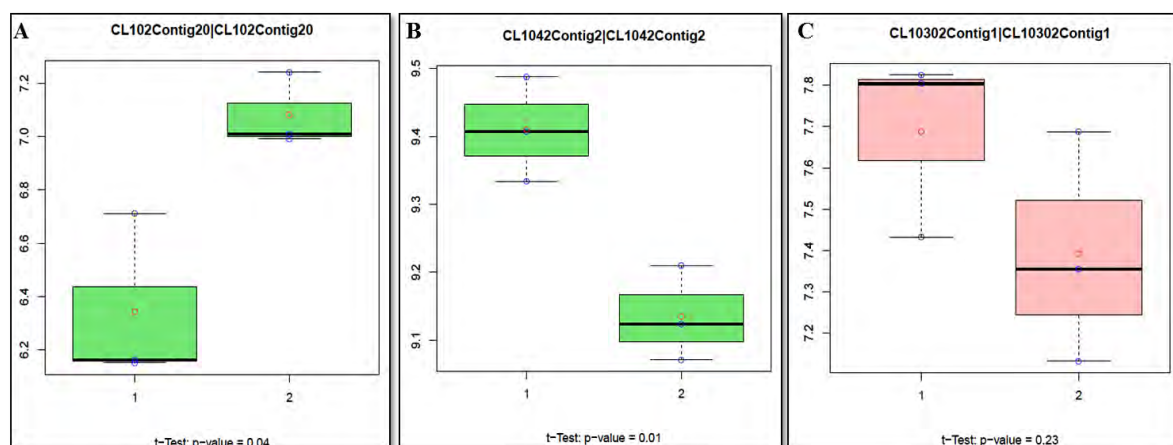 A
CL102Contig20|CL102Contig20
7.2
7.0
6.8
6.6
6.4
6.2
1 2
t-Test: p-value = 0.04
B
CL1042Contig2|CL1042Contig2
9.5
9.4
9.3
9.2
9.1
1 2
t-Test: p-value = 0.01
C
CL10302Contig1|CL10302Contig1
7.8
7.7
7.6
7.5
7.4
7.3
7.2
1 2
t-Test: p-value = 0.23